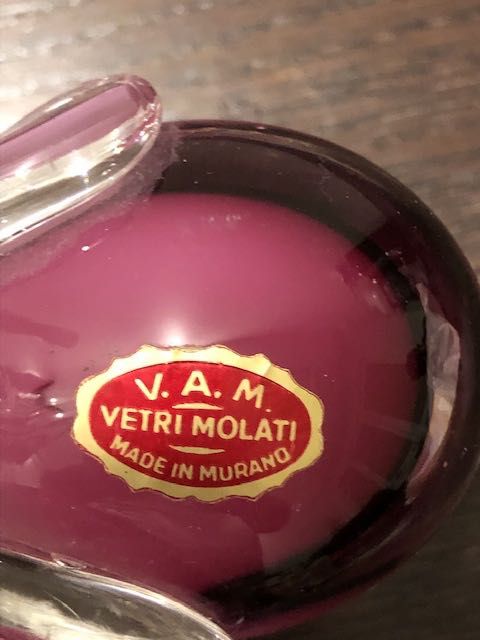 V. A. M.
VETRI MOLATI
MADE IN MURANO